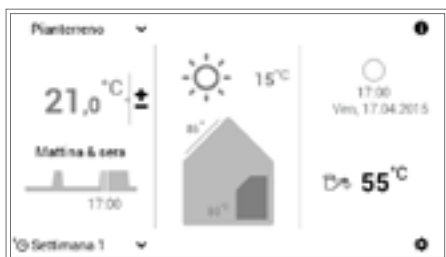 Pianterreno
21,0 °C ±
Mattina & sera
17:00
Settimana 1
15°C
17:00
Ven, 17.04.2015
55°C